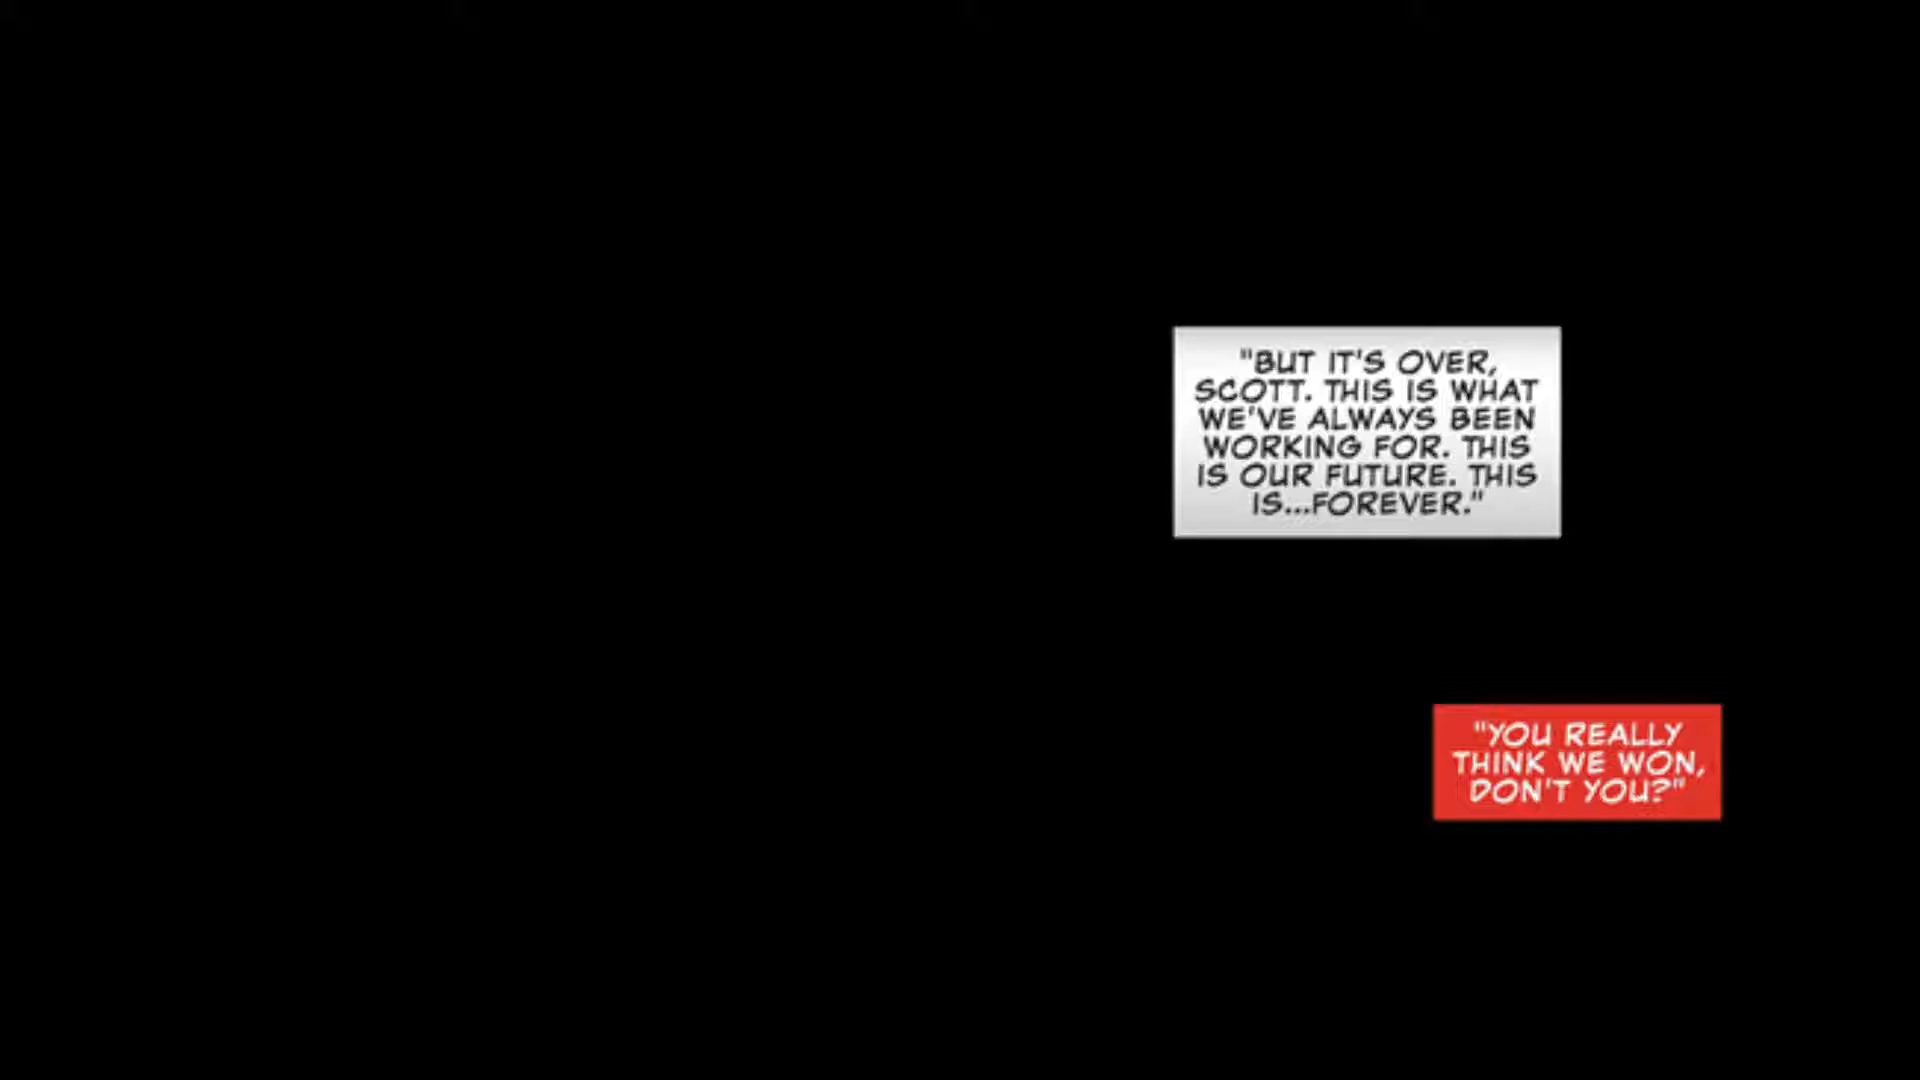 "BUT IT'S OVER,
SCOTT. THIS IS WHAT
WE'VE ALWAYS BEEN
WORKING FOR. THIS
IS OUR FUTURE. THIS
IS...FOREVER."
"YOU REALLY
THINK WE WON,
DON'T YOU?"